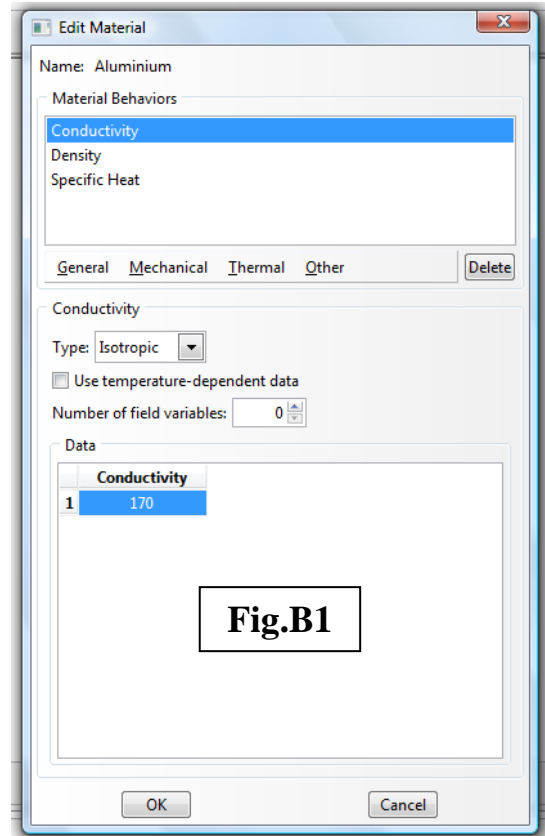 Edit Material
Name: Aluminium
Material Behaviors
Conductivity
Density
Specific Heat
General Mechanical Thermal Other Delete
Conductivity
Type: Isotropic
Use temperature-dependent data
Number of field variables: 0
Data
Conductivity
1 170
Fig.B1
OK Cancel